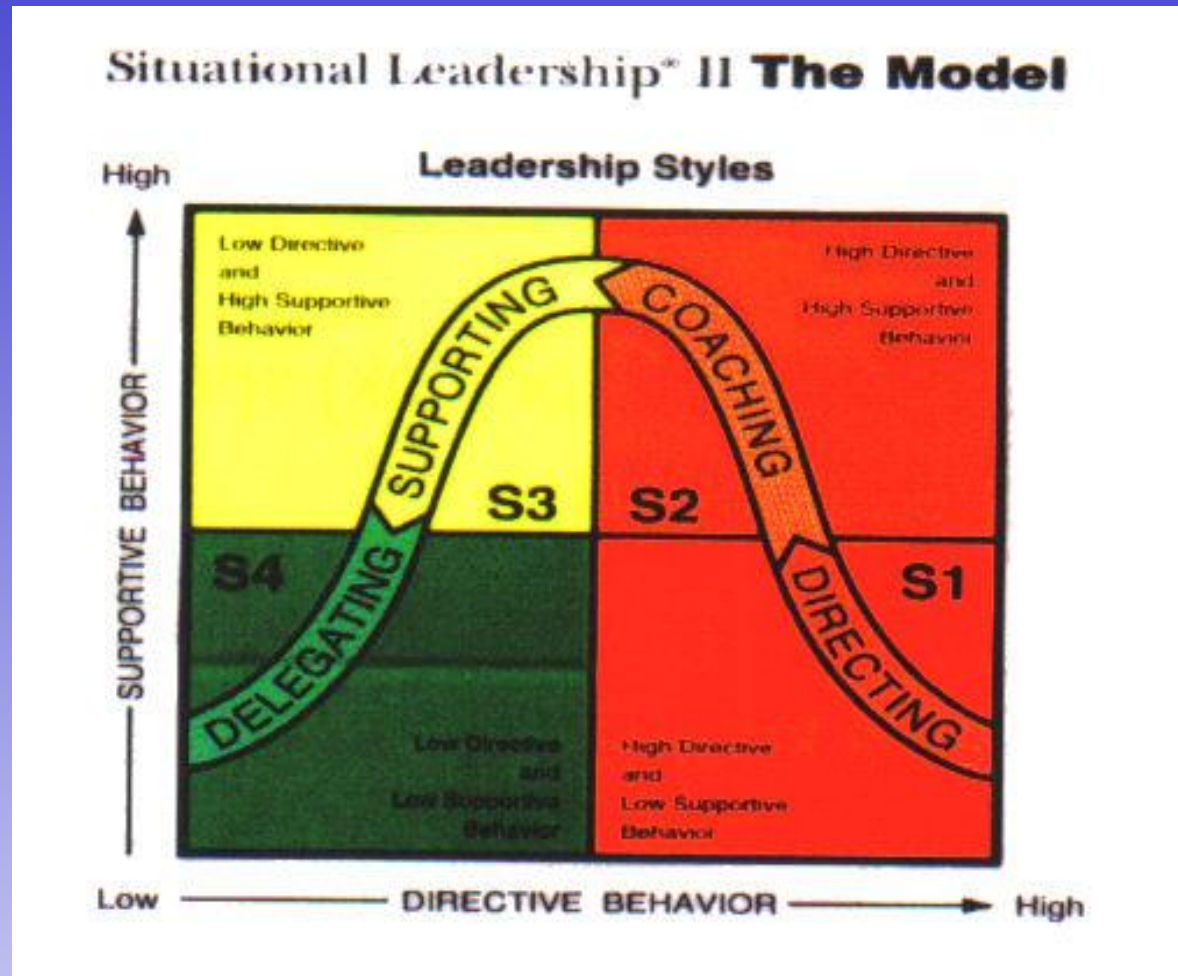 Situational Leadership® II The Model
Leadership Styles
High
Low Directive
and
High Supportive
Behavior
High Directive
and
High Supportive
Behavior
SUPPORTING
COACHING
SUPPORTIVE BEHAVIOR
S3
S2
S4
S1
DELEGATING
DIRECTING
Low Directive
and
Low Supportive
Behavior
High Directive
and
Low Supportive
Behavior
Low
DIRECTIVE BEHAVIOR
High